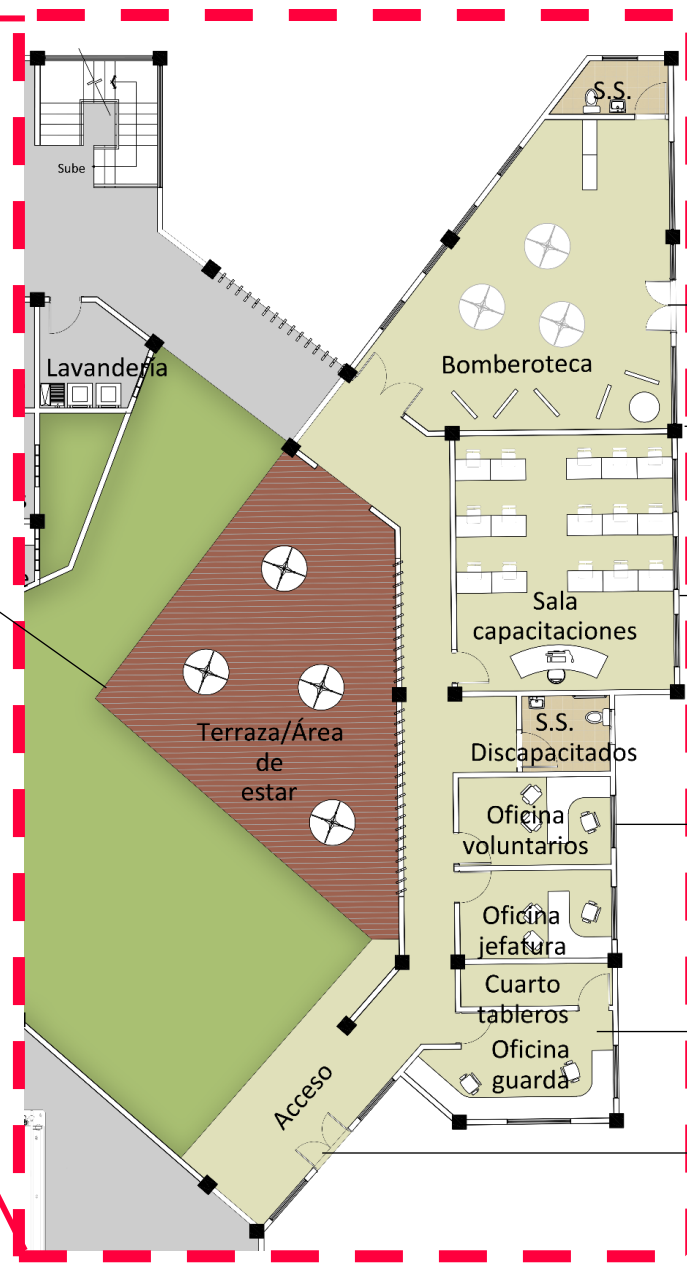 S.S.
Sube
Bomberoteca
Lavandería
Sala
capacitaciones
S.S.
Discapacitados
Terraza/Área
de
estar
Oficina
voluntarios
Oficina
jefatura
Cuarto
tableros
Oficina
guarda
Acceso